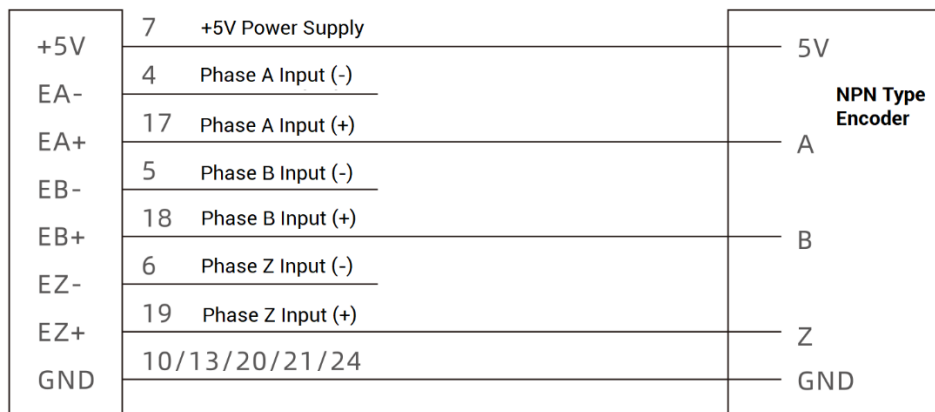 +5V 7 +5V Power Supply 5V
EA- 4 Phase A Input (-)
NPN Type
Encoder
EA+ 17 Phase A Input (+) A
EB- 5 Phase B Input (-)
EB+ 18 Phase B Input (+) B
EZ- 6 Phase Z Input (-)
EZ+ 19 Phase Z Input (+) Z
GND 10/13/20/21/24 GND